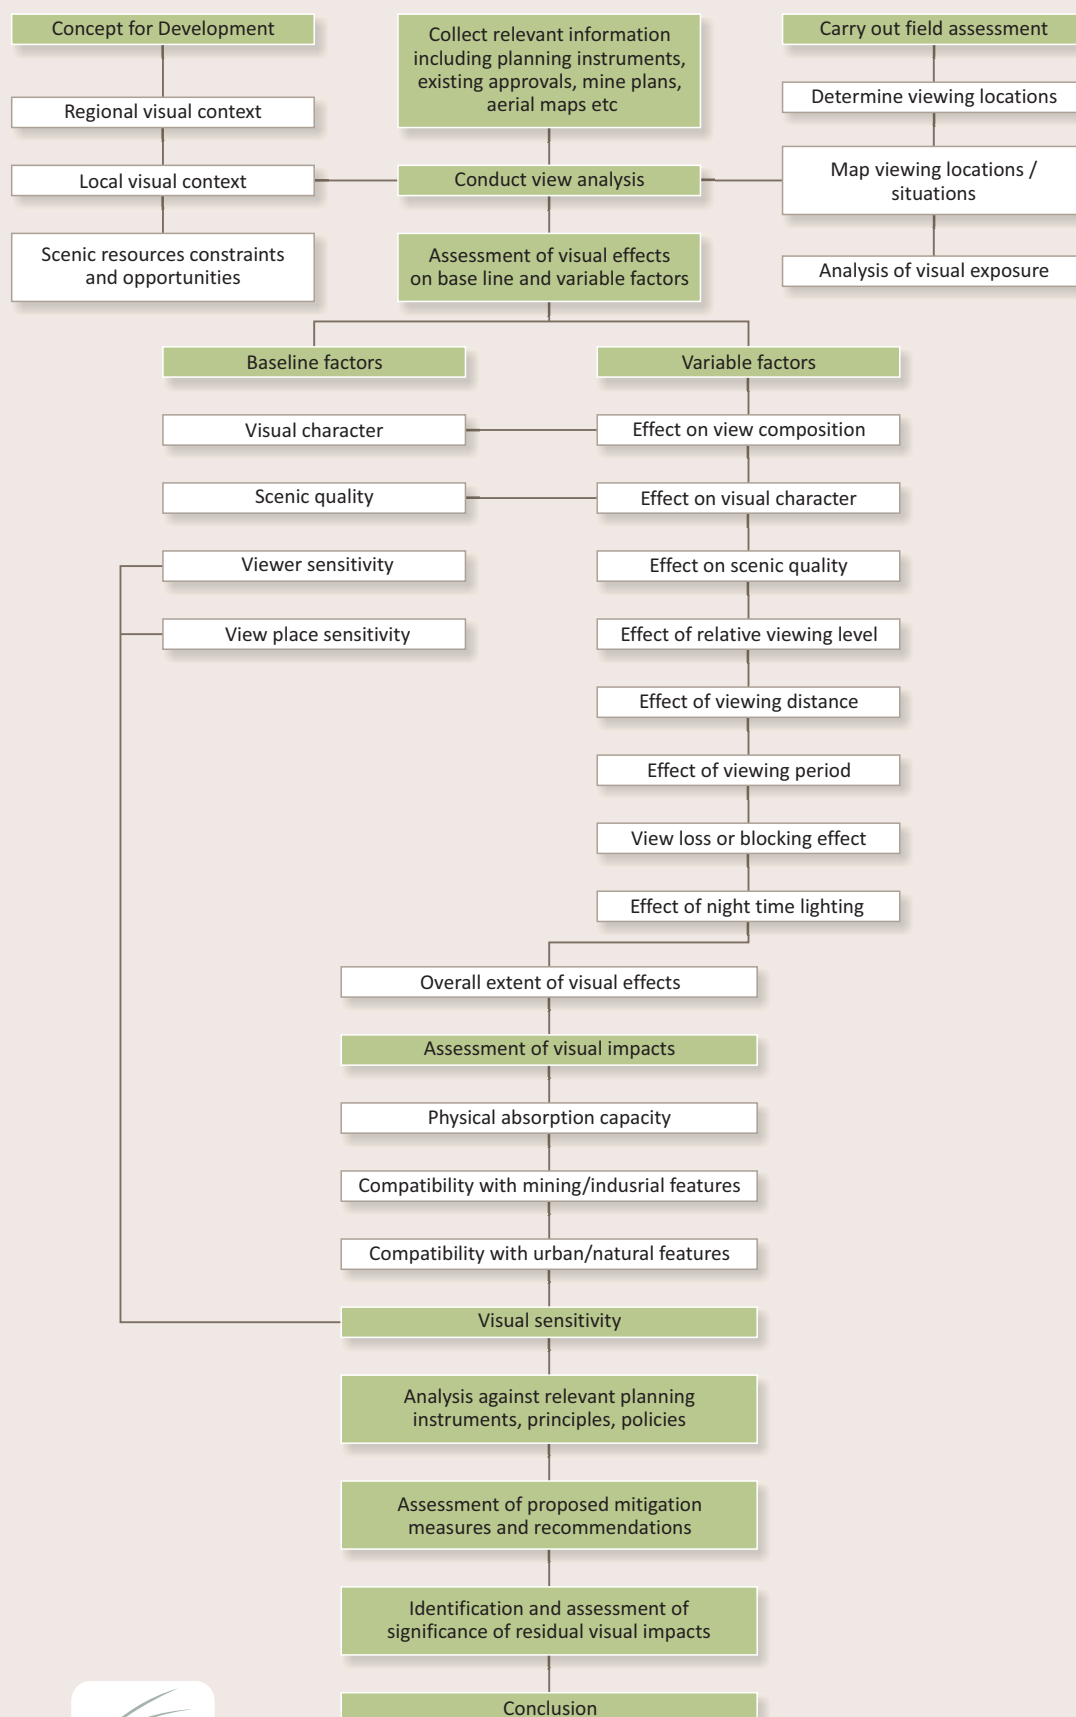 Concept for Development
Regional visual context
Local visual context
Scenic resources constraints
and opportunities
Collect relevant information
including planning instruments,
existing approvals, mine plans,
aerial maps etc
Conduct view analysis
Assessment of visual effects
on base line and variable factors
Carry out field assessment
Determine viewing locations
Map viewing locations /
situations
Analysis of visual exposure
Baseline factors
Visual character
Scenic quality
Viewer sensitivity
View place sensitivity
Variable factors
Effect on view composition
Effect on visual character
Effect on scenic quality
Effect of relative viewing level
Effect of viewing distance
Effect of viewing period
View loss or blocking effect
Effect of night time lighting
Overall extent of visual effects
Assessment of visual impacts
Physical absorption capacity
Compatibility with mining/indusrial features
Compatibility with urban/natural features
Visual sensitivity
Analysis against relevant planning
instruments, principles, policies
Assessment of proposed mitigation
measures and recommendations
Identification and assessment of
significance of residual visual impacts
Conclusion